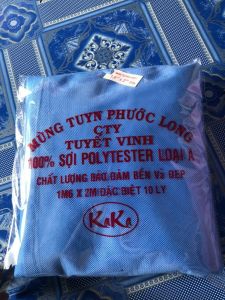 MÙNG TUYN PHƯỚC LONG
CTY
TUYẾT VINH
100% SỢI POLYTESTER LOẠI A
CHẤT LƯỢNG BẢO ĐẢM BỀN Và ĐẸP
1M6 X 2M ĐẶC BIỆT 10 LY
KaKa